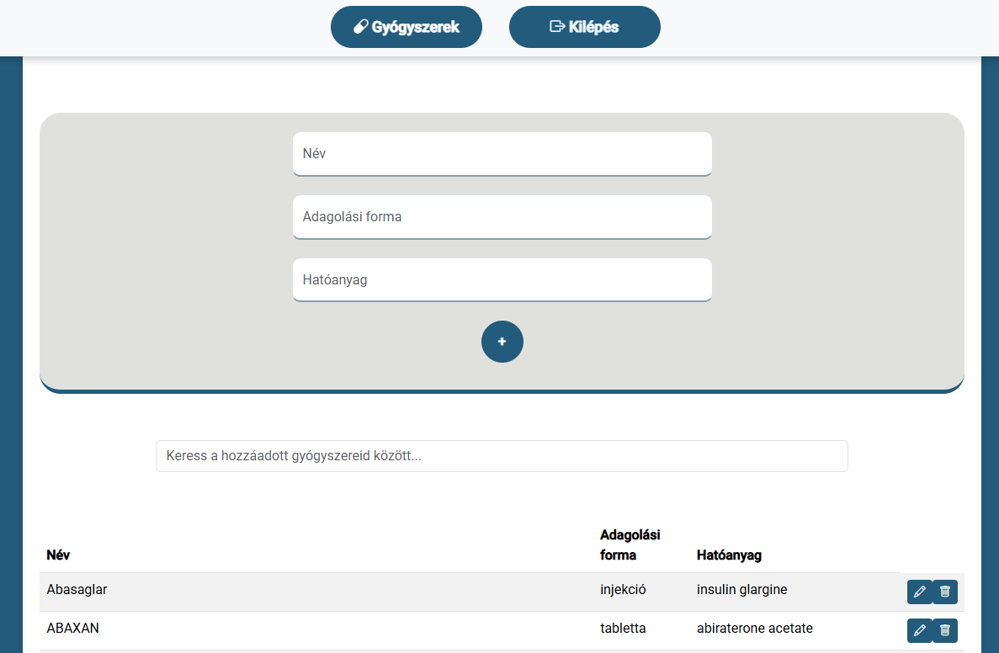 Gyógyszerek
Kilépés
Név
Adagolási forma
Hatóanyag
+
Keress a hozzáadott gyógyszereid között...
Név
Adagolási
forma
Hatóanyag
Abasaglar
injekció
insulin glargine
ABAXAN
tabletta
abiraterone acetate